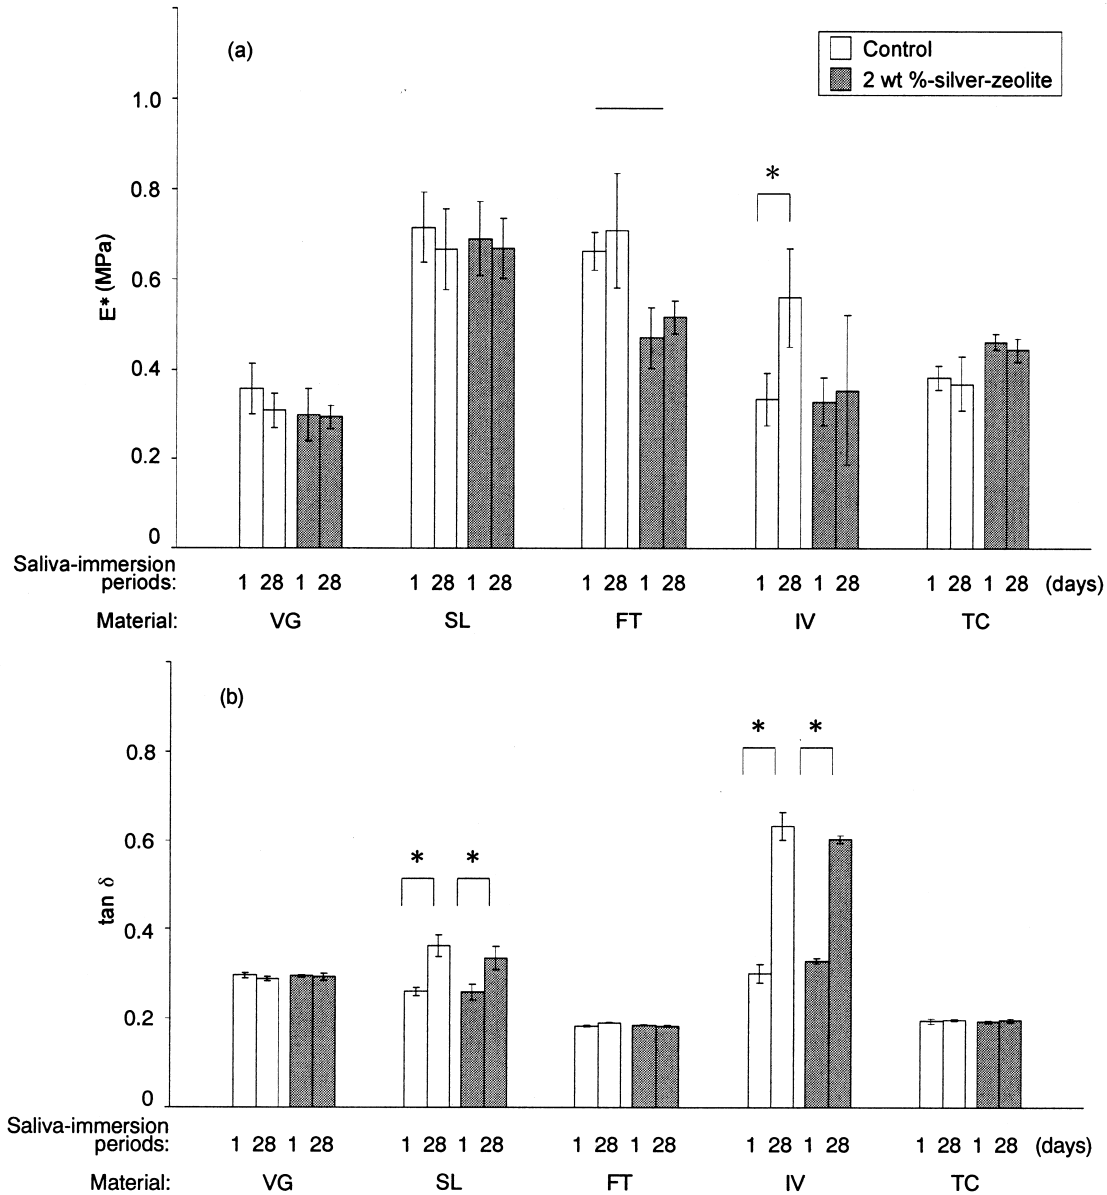 (a)
Control
2 wt %-silver-zeolite
1.0
0.8
0.6
0.4
0.2
0
E* (MPa)
*
Saliva-immersion
periods: 1 28 1 28 1 28 1 28 1 28 1 28 1 28 1 28 1 28 1 28 (days)
Material: VG SL FT IV TC
(b)
0.8
0.6
0.4
0.2
0
tan δ
* *
* *
Saliva-immersion
periods: 1 28 1 28 1 28 1 28 1 28 1 28 1 28 1 28 1 28 1 28 (days)
Material: VG SL FT IV TC